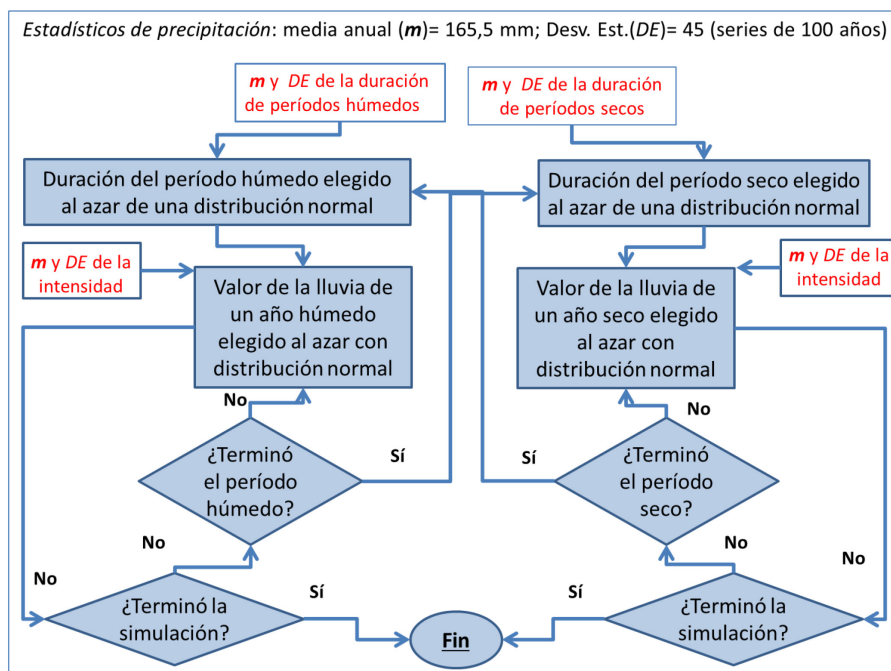 Estadísticos de precipitación: media anual (m)= 165,5 mm; Desv. Est.(DE)= 45 (series de 100 años)
m y DE de la duración
de períodos húmedos
m y DE de la duración
de períodos secos
Duración del período húmedo elegido
al azar de una distribución normal
Duración del período seco elegido
al azar de una distribución normal
m y DE de la
intensidad
Valor de la lluvia de
un año húmedo
elegido al azar con
distribución normal
Valor de la lluvia de
un año seco elegido
al azar con
distribución normal
m y DE de la
intensidad
No
No
¿Terminó
el período
húmedo?
Sí
Sí
¿Terminó
el período
seco?
No
No
No
No
¿Terminó la
simulación?
Sí
Fin
Sí
¿Terminó la
simulación?